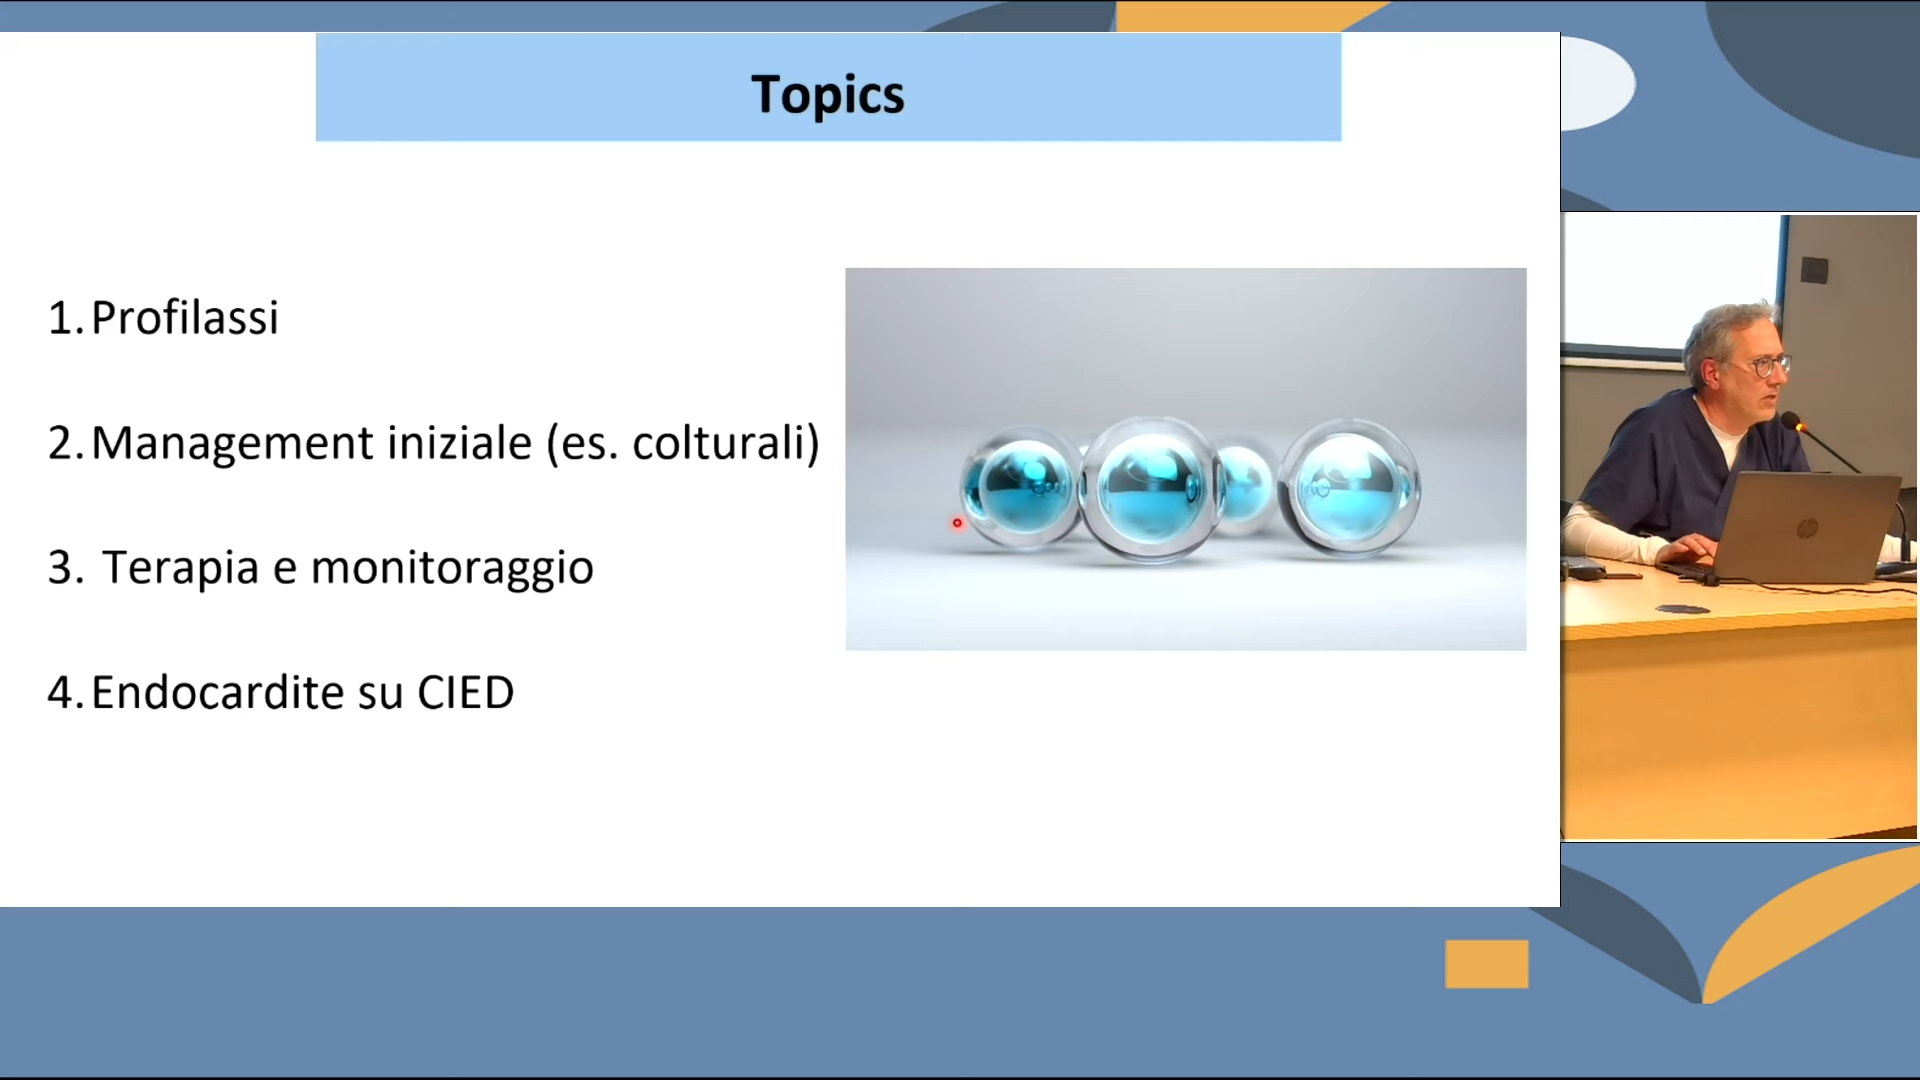 Topics
1. Profilassi
2. Management iniziale (es. colturali)
3. Terapia e monitoraggio
4. Endocardite su CIED